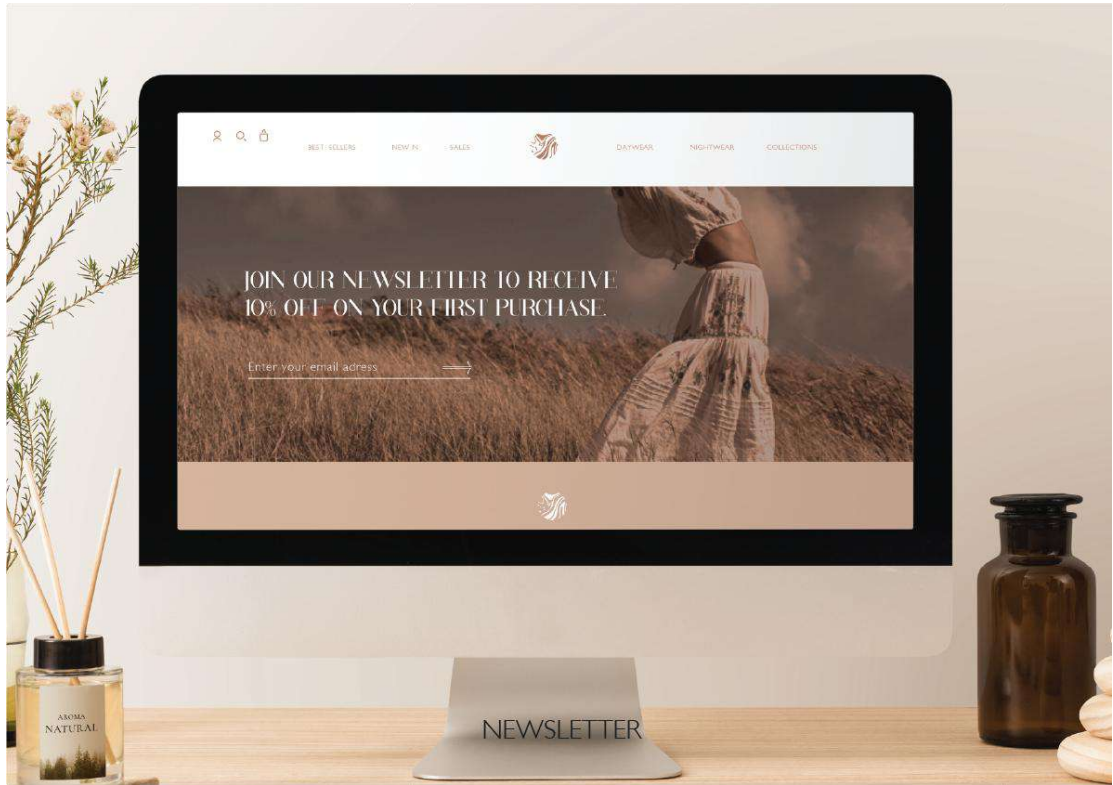 BEST-SELLERS NEW IN SALES DAYWEAR NIGHTWEAR COLLECTIONS
JOIN OUR NEWSLETTER TO RECEIVE
10% OFF ON YOUR FIRST PURCHASE.
Enter your email adress
AROMA
NATURAL
NEWSLETTER